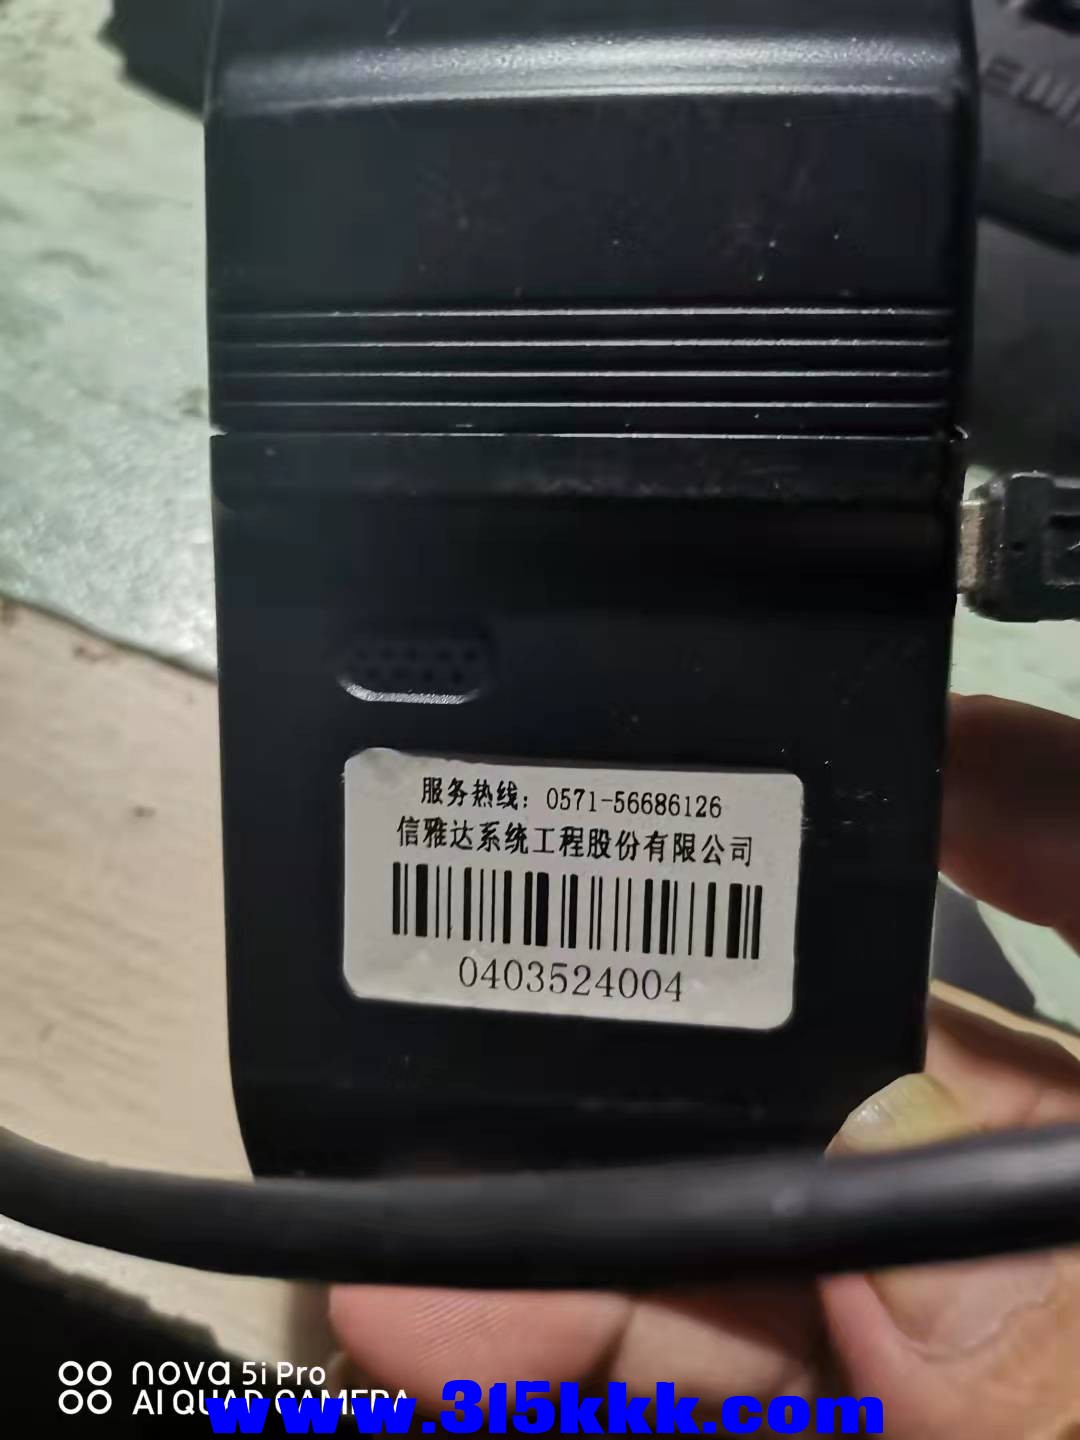 服务热线：0571-56686126
信雅达系统工程股份有限公司
0403524004
nova 5i Pro
AI QUAD CAMERA
www.315kkk.com